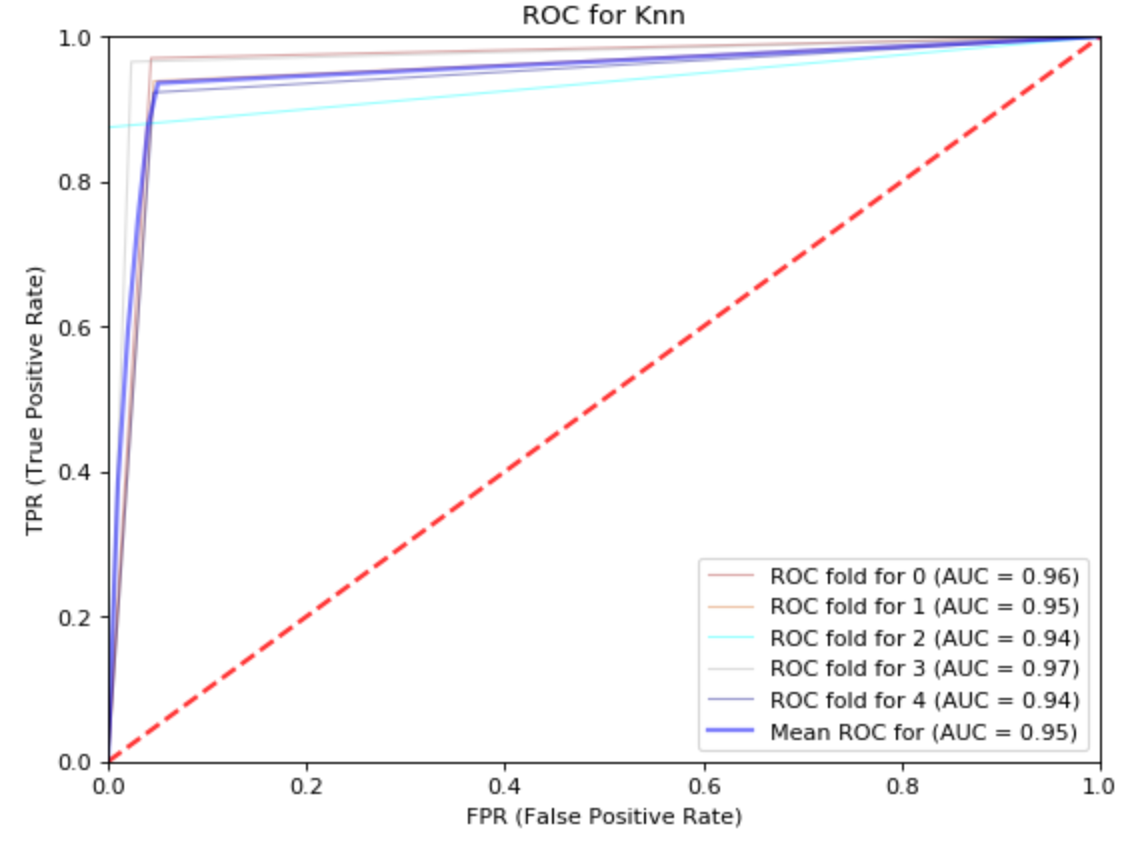 ROC for Knn
1.0
0.8
0.6
0.4
0.2
0.0
TPR (True Positive Rate)
ROC fold for 0 (AUC = 0.96)
ROC fold for 1 (AUC = 0.95)
ROC fold for 2 (AUC = 0.94)
ROC fold for 3 (AUC = 0.97)
ROC fold for 4 (AUC = 0.94)
Mean ROC for (AUC = 0.95)
0.0 0.2 0.4 0.6 0.8 1.0
FPR (False Positive Rate)